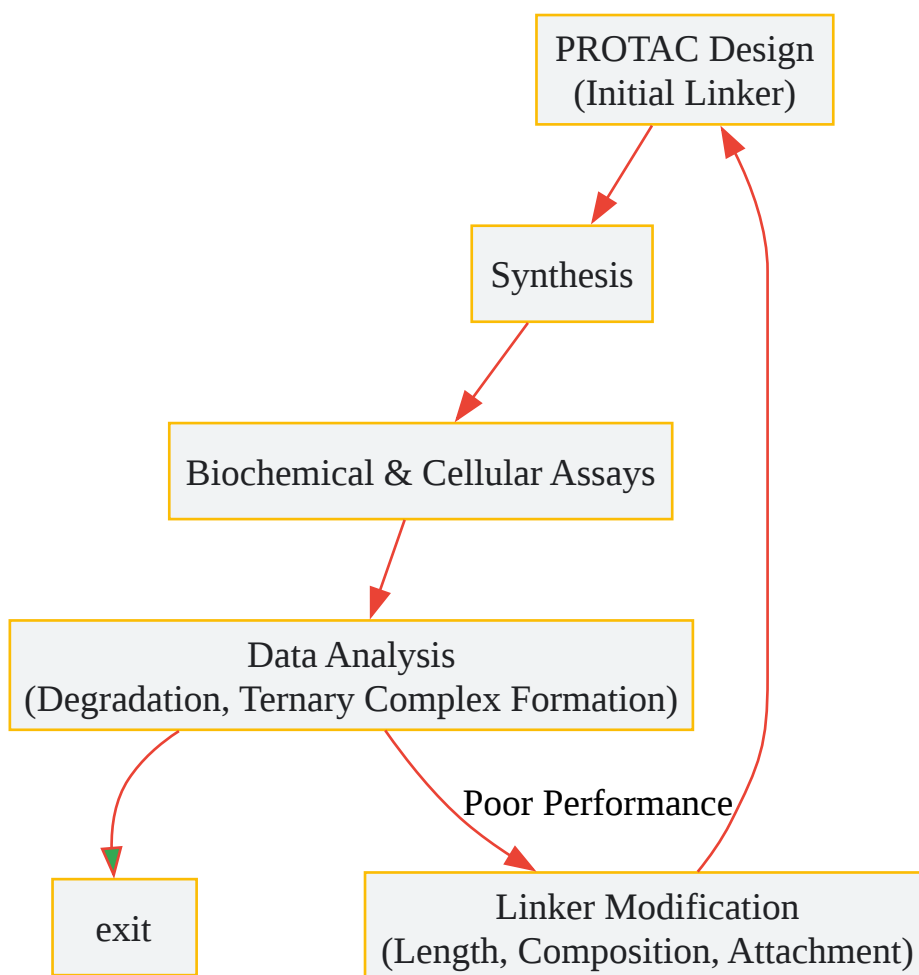 PROTAC Design
(Initial Linker)
Synthesis
Biochemical & Cellular Assays
Data Analysis
(Degradation, Ternary Complex Formation)
Poor Performance
exit
Linker Modification
(Length, Composition, Attachment)